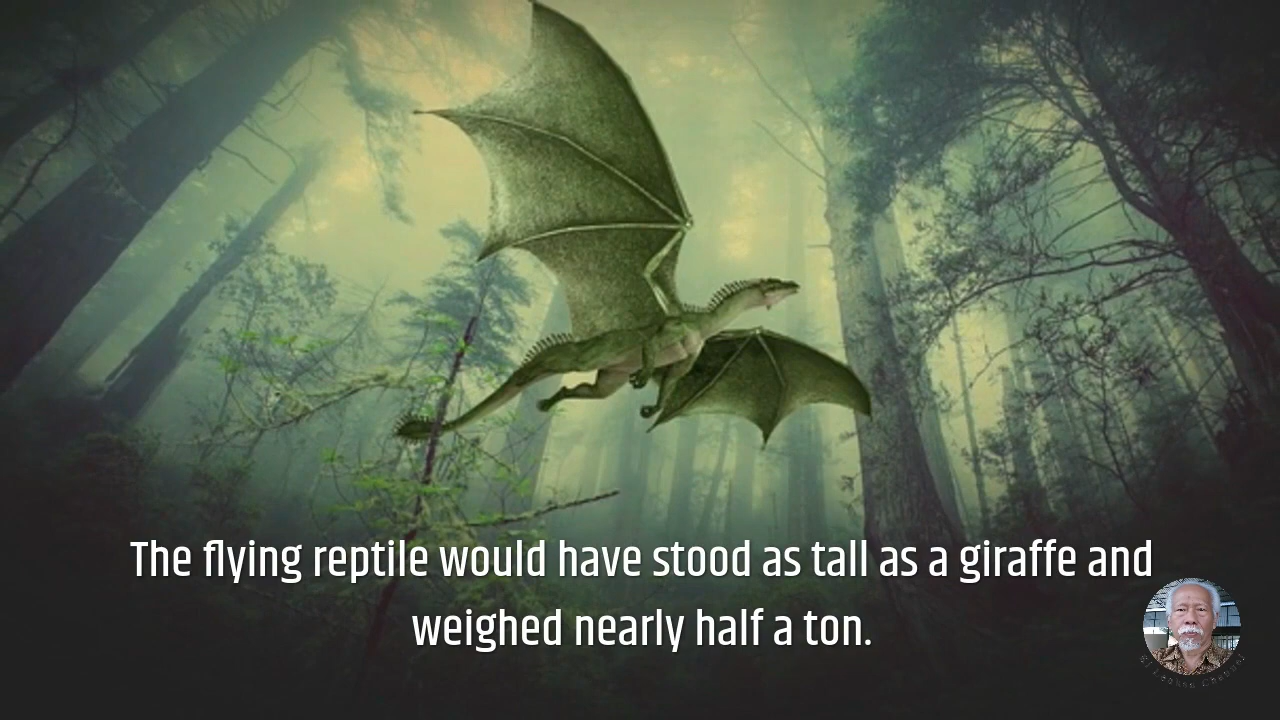 The flying reptile would have stood as tall as a giraffe and
weighed nearly half a ton.